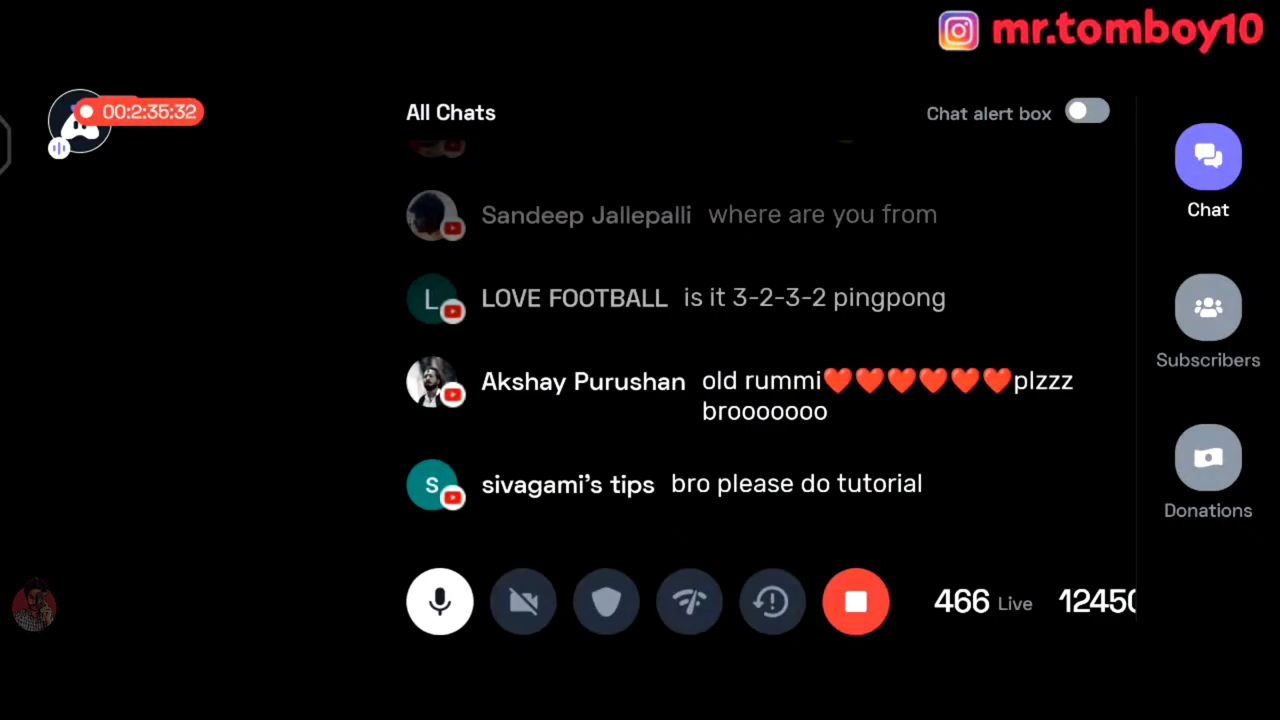 mr.tomboy10
00:2:35:32
All Chats
Chat alert box
Sandeep Jallepalli where are you from
LOVE FOOTBALL is it 3-2-3-2 pingpong
L
Akshay Purushan old rummi❤️❤️❤️❤️❤️❤️plzzz
brooooooo
S
sivagami's tips bro please do tutorial
466 Live 12450
Chat
Subscribers
Donations